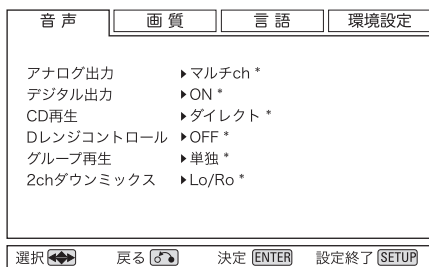 音声 画質 言語 環境設定
アナログ出力 ▶マルチch *
デジタル出力 ▶ON *
CD再生 ▶ダイレクト *
Dレンジコントロール ▶OFF *
グループ再生 ▶単独 *
2chダウンミックス ▶Lo/Ro *
選択 戻る 決定 ENTER 設定終了 SETUP